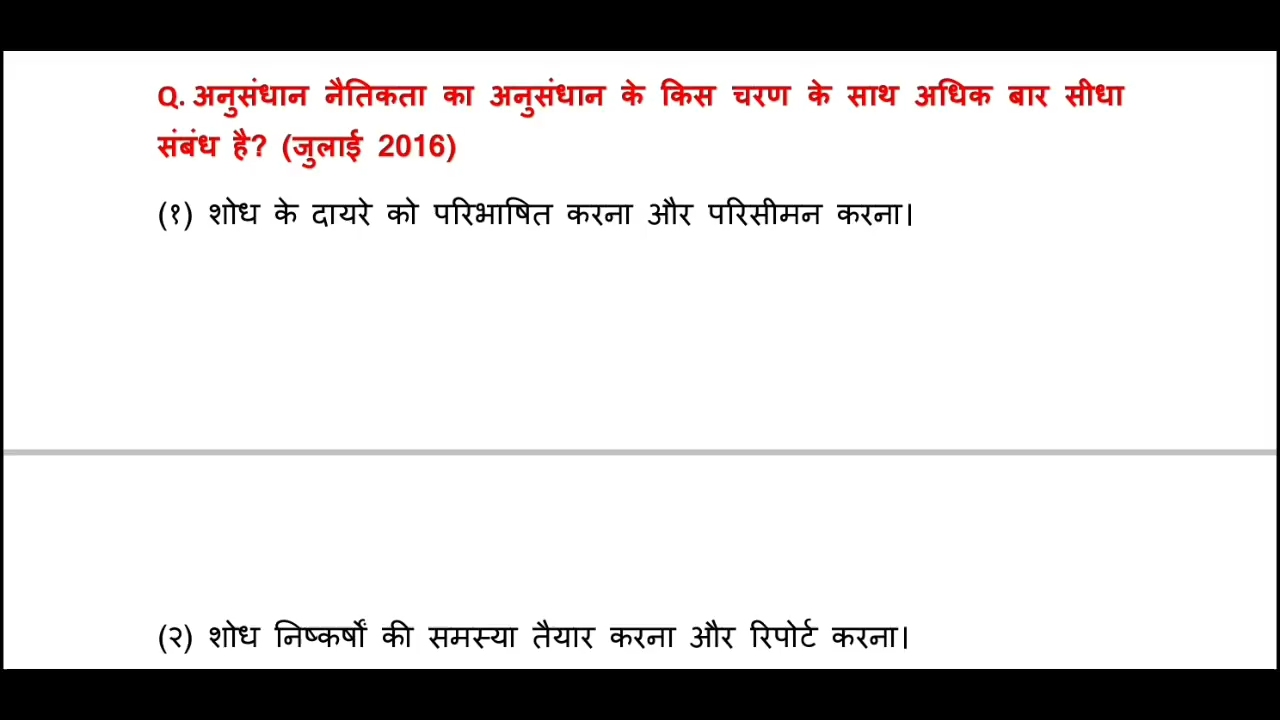 Q. अनुसंधान नैतिकता का अनुसंधान के किस चरण के साथ अधिक बार सीधा
संबंध है? (जुलाई 2016)
(१) शोध के दायरे को परिभाषित करना और परिसीमन करना।
(२) शोध निष्कर्षों की समस्या तैयार करना और रिपोर्ट करना।